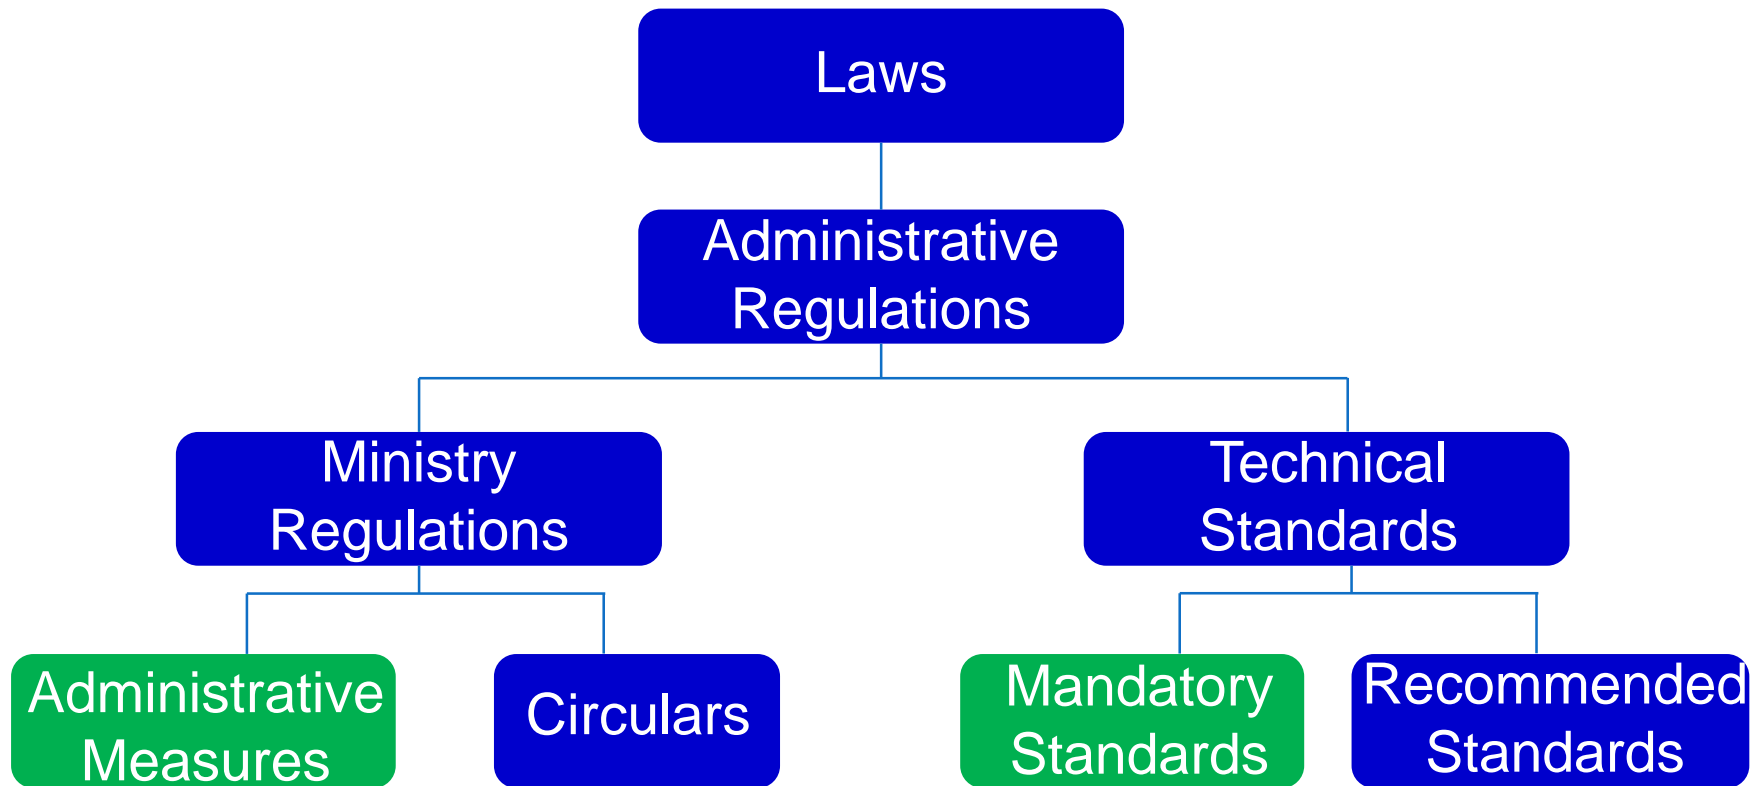 Laws
Administrative
Regulations
Ministry
Regulations
Technical
Standards
Administrative
Measures
Circulars
Mandatory
Standards
Recommended
Standards